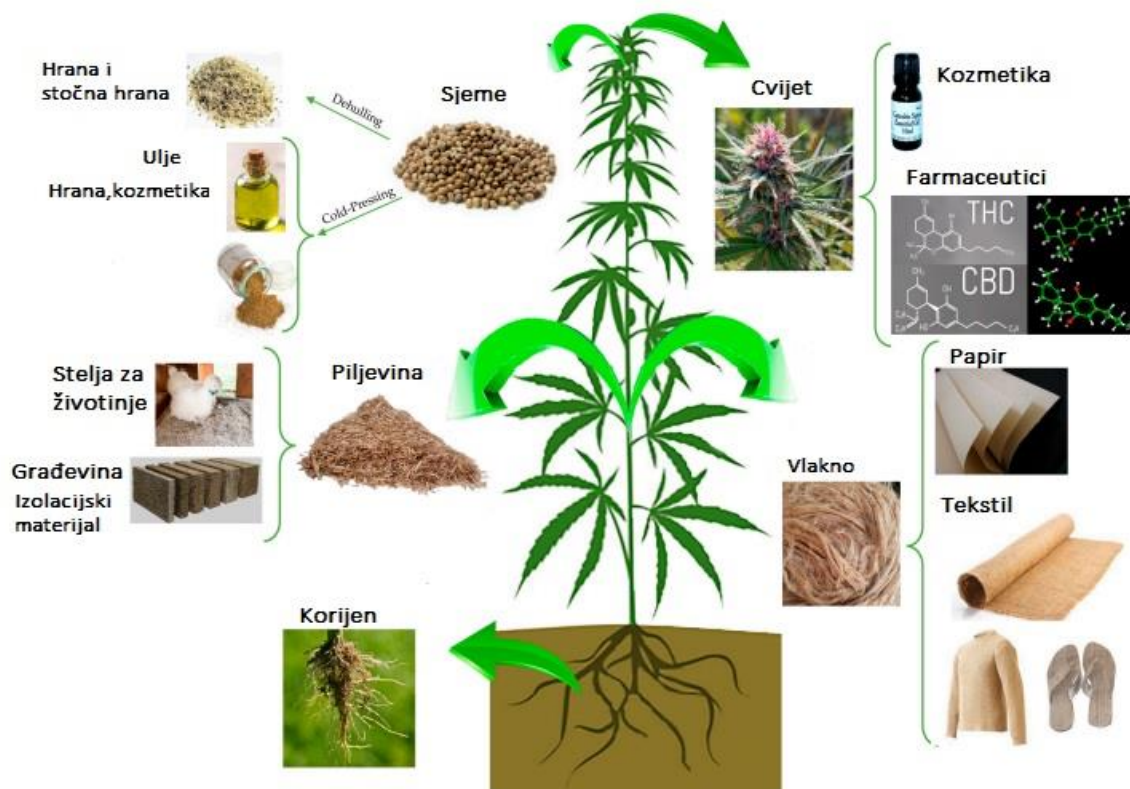 Hrana i
stočna hrana
Dehulling
Sjeme
Ulje
Hrana,kozmetika
Cold-Pressing
Cvijet
Kozmetika
Farmaceutici
THC
CBD
Stelja za
životinje
Piljevina
Građevina
Izolacijski
materijal
Papir
Vlakno
Tekstil
Korijen